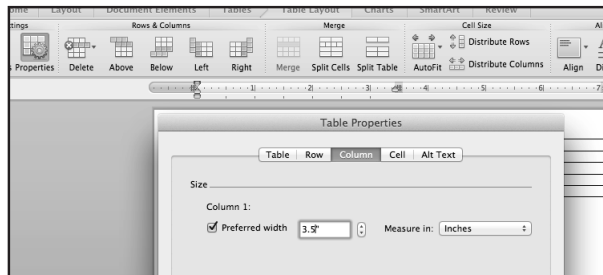 Home Layout Document Elements Tables Table Layout Charts SmartArt Review
Rows & Columns Merge Cell Size
Properties Delete Above Below Left Right Merge Split Cells Split Table AutoFit Distribute Rows
Distribute Columns Align
1 2 3 4 5 6 7
Table Properties
Table Row Column Cell Alt Text
Size
Column 1:
Preferred width 3.5" Measure in: Inches